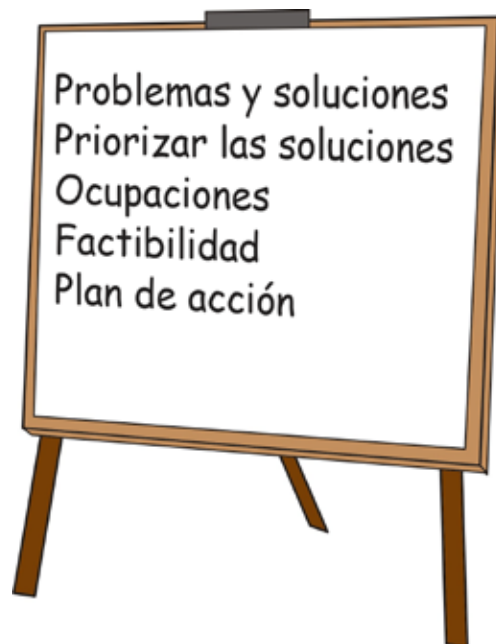 Problemas y soluciones
Priorizar las soluciones
Ocupaciones
Factibilidad
Plan de acción